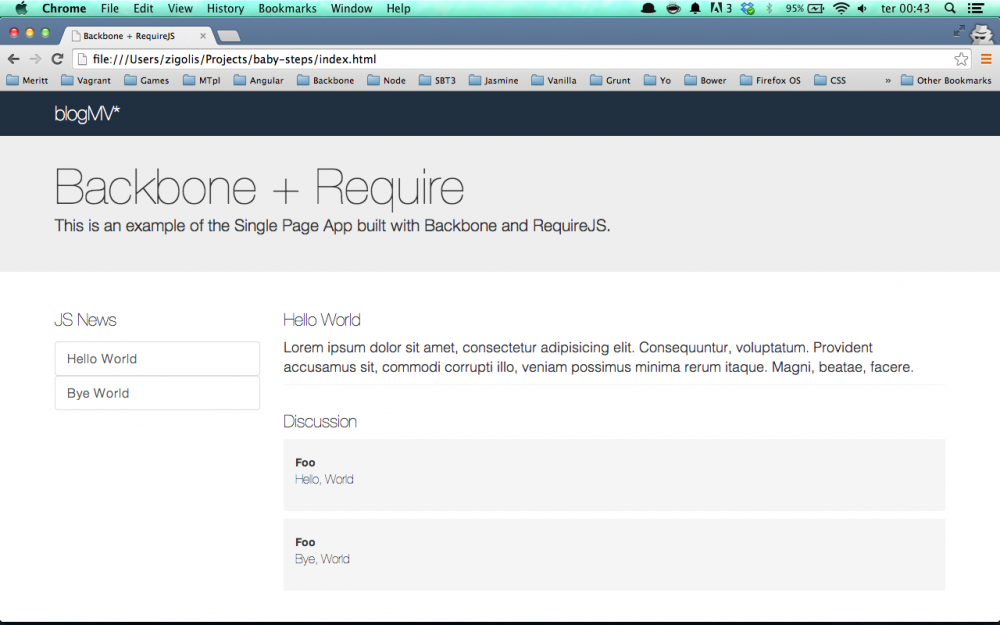 Chrome File Edit View History Bookmarks Window Help 3 95% ter 00:43
Backbone + RequireJS
file:///Users/zigolis/Projects/baby-steps/index.html
Meritt Vagrant Games MTpl Angular Backbone Node SBT3 Jasmine Vanilla Grunt Yo Bower Firefox OS CSS » Other Bookmarks
blogMV*
Backbone + Require
This is an example of the Single Page App built with Backbone and RequireJS.
JS News
Hello World
Bye World
Hello World
Lorem ipsum dolor sit amet, consectetur adipisicing elit. Consequuntur, voluptatum. Provident
accusamus sit, commodi corrupti illo, veniam possimus minima rerum itaque. Magni, beatae, facere.
Discussion
Foo
Hello, World
Foo
Bye, World